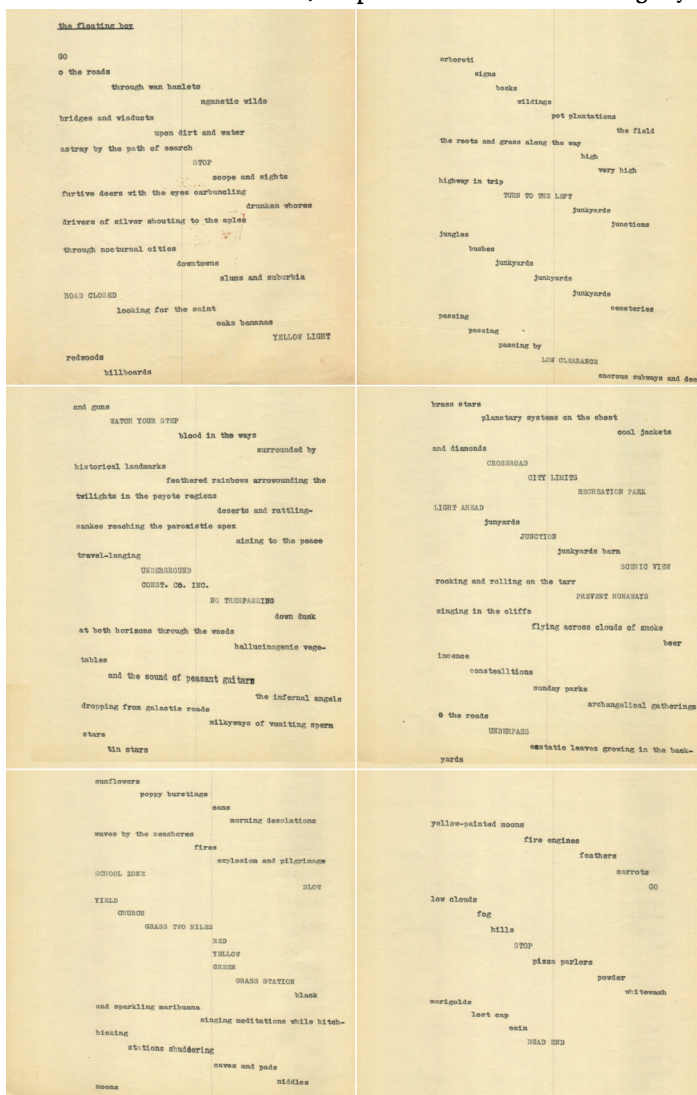 the floating boy
GO
o the roads
through wan hamlets
mganetic wilds
bridges and viaducts
upon dirt and water
astray by the path of search
STOP
scope and sights
furtive deers with the eyes carbuncling
drunken whores
drivers of silver shouting to the aples
through nocturnal cities
downtowns
slums and suburbia
ROAD CLOSED
looking for the saint
oaks bananas
YELLOW LIGHT
redwoods
billboards
arboreti
signs
bosks
wildings
pot plantations
the field
the roots and grass along the way
high
very high
highway in trip
TURN TO THE LEFT
junkyards
junctions
jungles
bushes
junkyards
junkyards
junkyards
cemeteries
passing
passing
passing by
LOW CLEARANCE
snorous subways and
and guns
WATCH YOUR STEP
blood in the ways
surrounded by
historical landmarks
feathered rainbows arrowounding the
twilights in the peyote regions
deserts and rattling-
sankes reaching the paroxistic apex
aiming to the peace
travel-longing
UNDERGROUND
CONST. CO. INC.
NO TRESPASSING
down dusk
at both horizons through the woods
hallucinogenic vege-
tables
and the sound of peasant guitars
the infernal angels
dropping from galactic roads
milkyways of vomiting sperm
stars
tin stars
brass stars
planetary systems on the chest
coal jackets
and diamonds
CROSSROAD
CITY LIMITS
RECREATION PARK
LIGHT AHEAD
junyards
JUNCTION
junkyards barn
SCENIC VIEW
rocking and rolling on the tarr
PREVENT RUNAWAYS
singing in the cliffs
flying across clouds of smoke
beer
incence
constealltions
sunday parks
archangelical gatherings
o the roads
UNDERPASS
esstatic leaves growing in the back-
yards
sunflowers
poppy burstings
cans
morning desolations
waves by the seashores
fires
explosion and pilgrimage
SCHOOL ZONE
SLOW
YIELD
CHURCH
GRASS TWO MILES
RED
YELLOW
GREEN
GRASS STATION
black
and sparkling marihuana
singing meditations while hitch-
hicking
stations shuddering
caves and pads
middles
moons
yellow-painted moons
fire engines
feathers
carrots
GO
low clouds
fog
hills
STOP
pizza parlors
powder
whitewash
marigolds
lost cap
coin
DEAD END